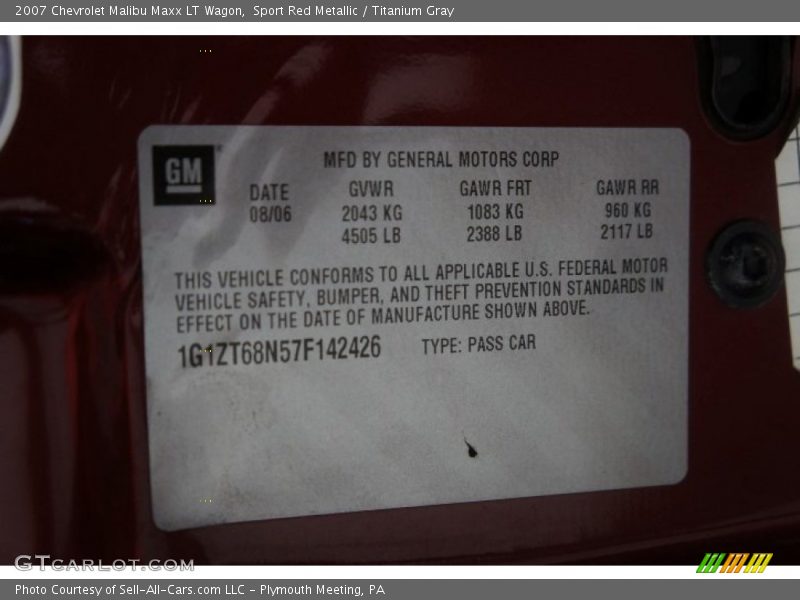 2007 Chevrolet Malibu Maxx LT Wagon, Sport Red Metallic / Titanium Gray
GM
MFD BY GENERAL MOTORS CORP
DATE GVWR GAWR FRT GAWR RR
08/06 2043 KG 1083 KG 960 KG
4505 LB 2388 LB 2117 LB
THIS VEHICLE CONFORMS TO ALL APPLICABLE U.S. FEDERAL MOTOR
VEHICLE SAFETY, BUMPER, AND THEFT PREVENTION STANDARDS IN
EFFECT ON THE DATE OF MANUFACTURE SHOWN ABOVE.
1G1ZT68N57F142426 TYPE: PASS CAR
GTCARLOT.COM
Photo Courtesy of Sell-All-Cars.com LLC - Plymouth Meeting, PA